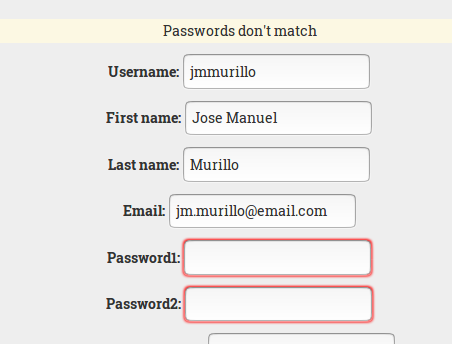 Passwords don't match
Username: jmmurillo
First name: Jose Manuel
Last name: Murillo
Email: jm.murillo@email.com
Password1:
Password2: